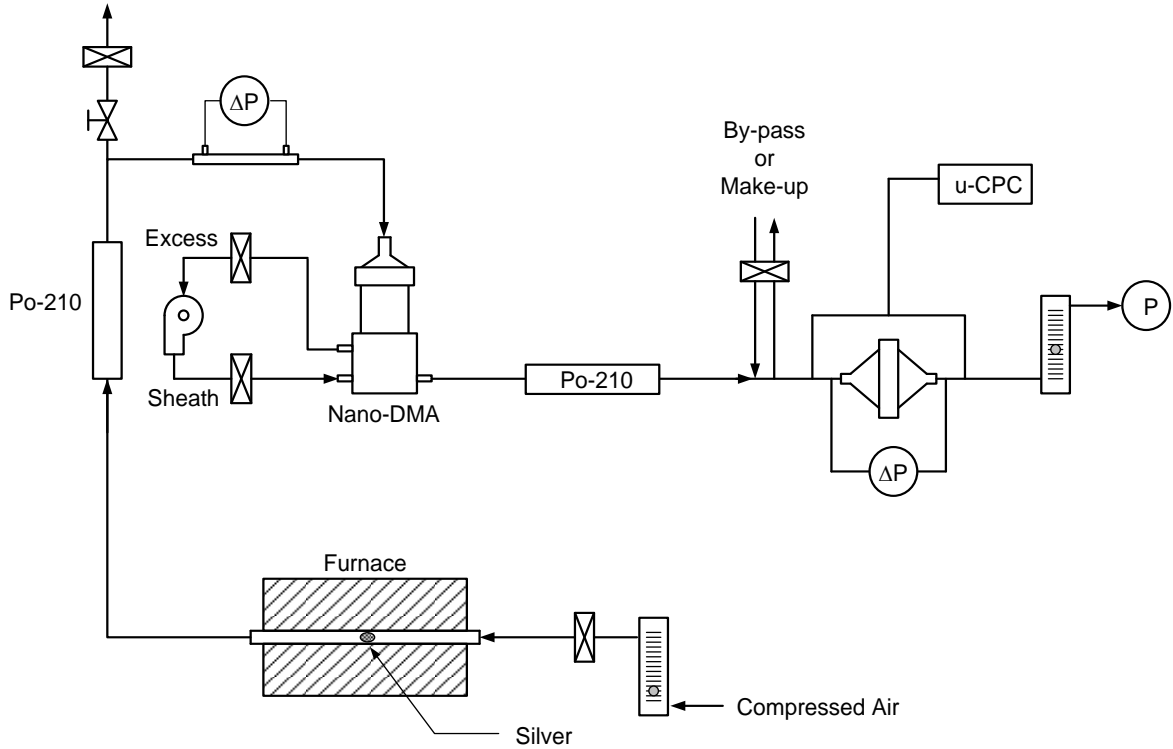 ΔP
By-pass
or
Make-up
u-CPC
Excess
Po-210
P
Sheath
Po-210
Nano-DMA
ΔP
Furnace
Compressed Air
Silver